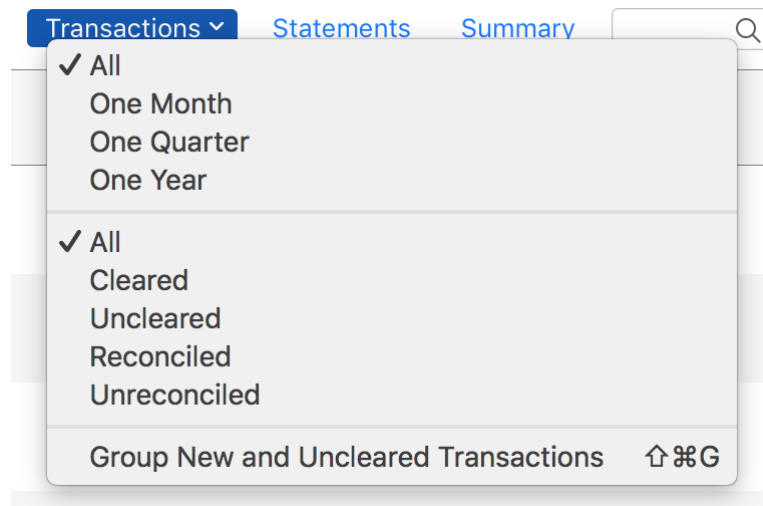 Transactions Statements Summary
✓ All
One Month
One Quarter
One Year
✓ All
Cleared
Uncleared
Reconciled
Unreconciled
Group New and Uncleared Transactions ⇧⌘G